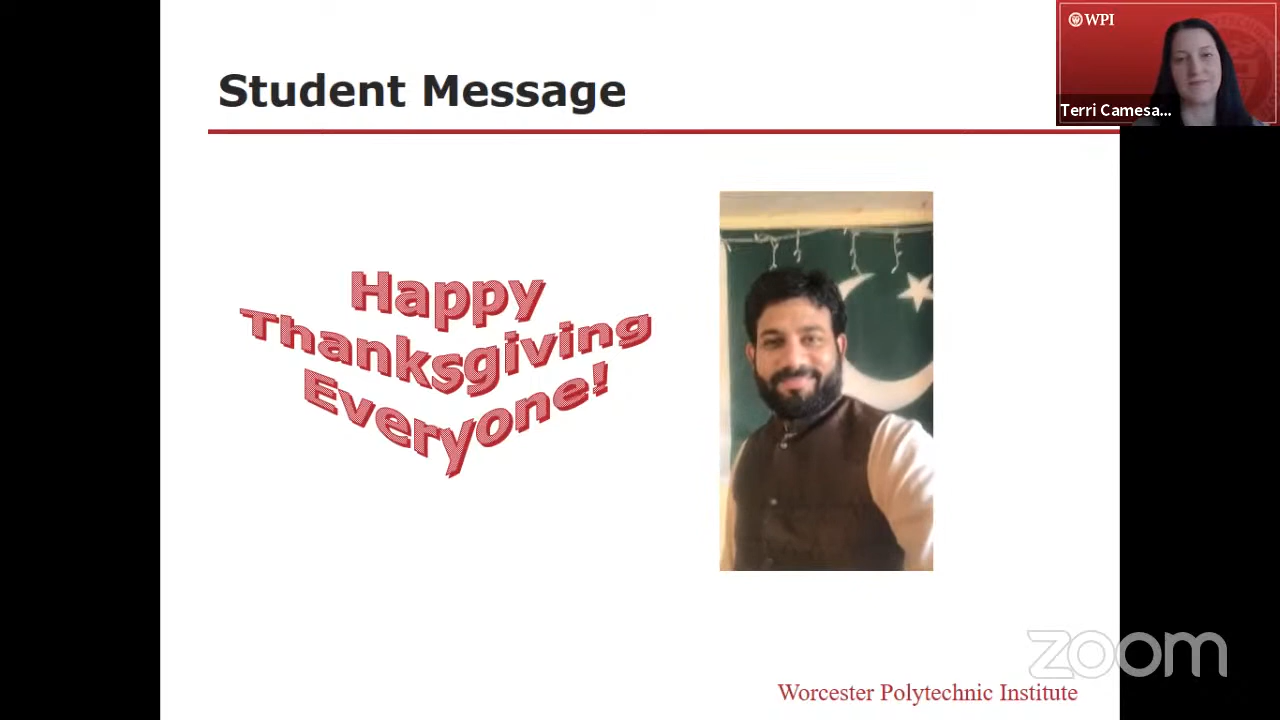 Student Message
WPI
Terri Camesa...
Happy
Thanksgiving
Everyone!
zoom
Worcester Polytechnic Institute